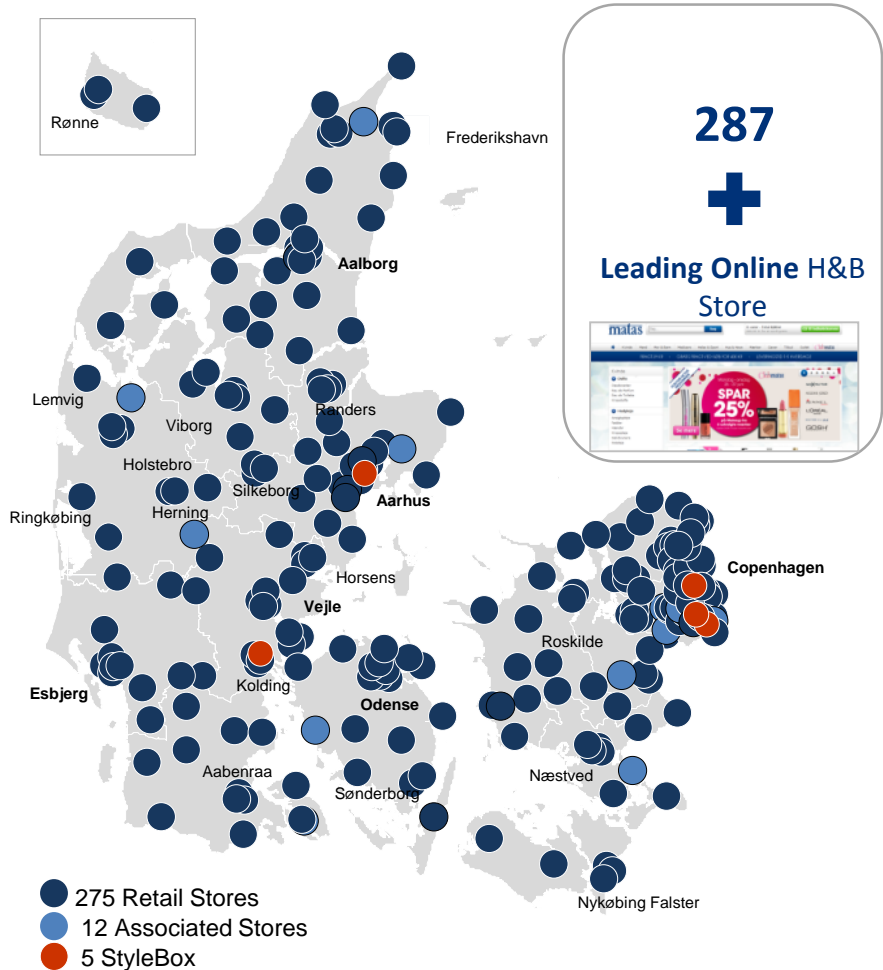 Rønne
Frederikshavn
287
Leading Online H&B
Store
matas
SPAR
25%
Aalborg
Lemvig
Randers
Viborg
Holstebro
Silkeborg
Aarhus
Ringkøbing
Herning
Copenhagen
Horsens
Vejle
Roskilde
Kolding
Esbjerg
Odense
Aabenraa
Næstved
Sønderborg
Nykøbing Falster
275 Retail Stores
12 Associated Stores
5 StyleBox